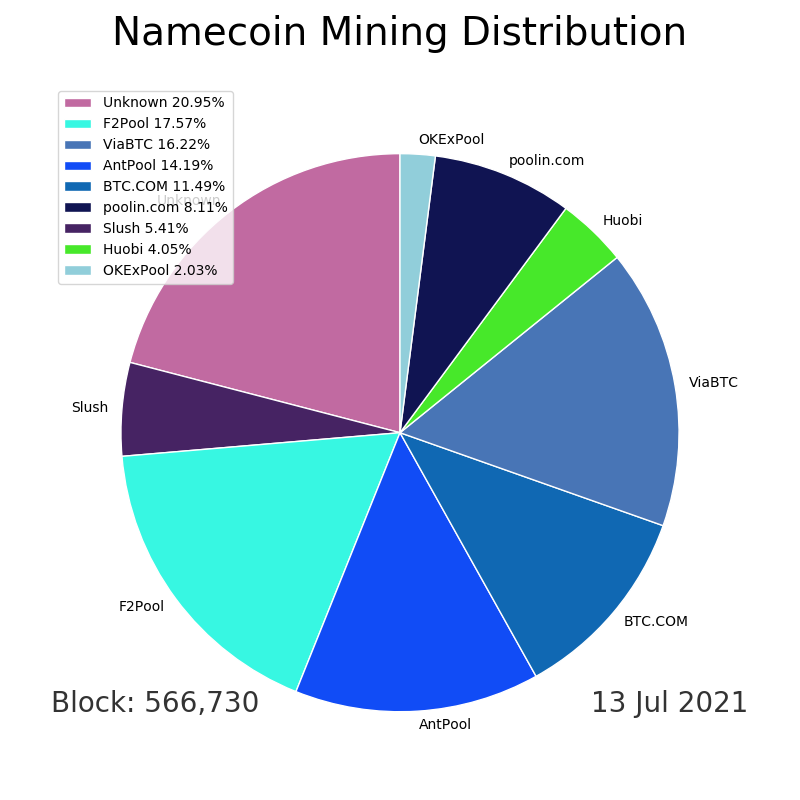 Namecoin Mining Distribution
Unknown 20.95%
F2Pool 17.57%
ViaBTC 16.22%
AntPool 14.19%
BTC.COM 11.49%
poolin.com 8.11%
Slush 5.41%
Huobi 4.05%
OKExPool 2.03%
OKExPool
poolin.com
Unknown
Huobi
ViaBTC
Slush
F2Pool
BTC.COM
AntPool
Block: 566,730
13 Jul 2021